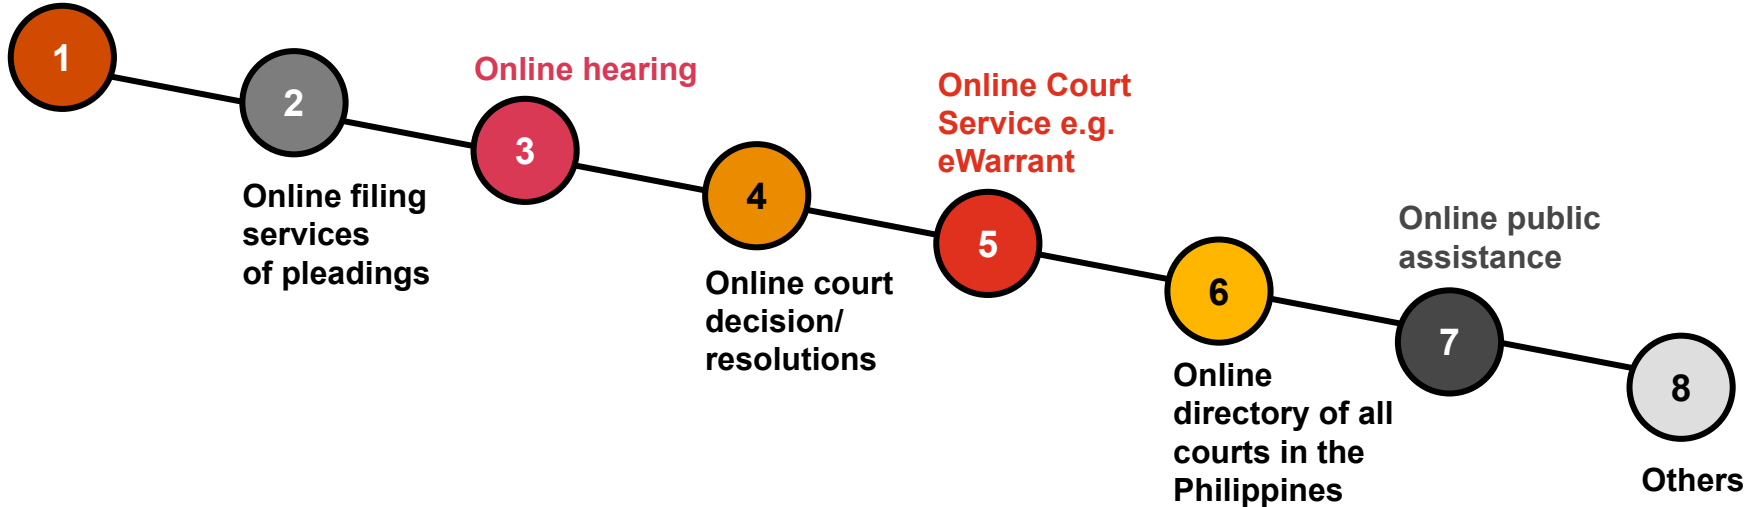 1
2
Online filing
services
of pleadings
Online hearing
3
4
Online court
decision/
resolutions
Online Court
Service e.g.
eWarrant
5
6
Online
directory of all
courts in the
Philippines
Online public
assistance
7
8
Others